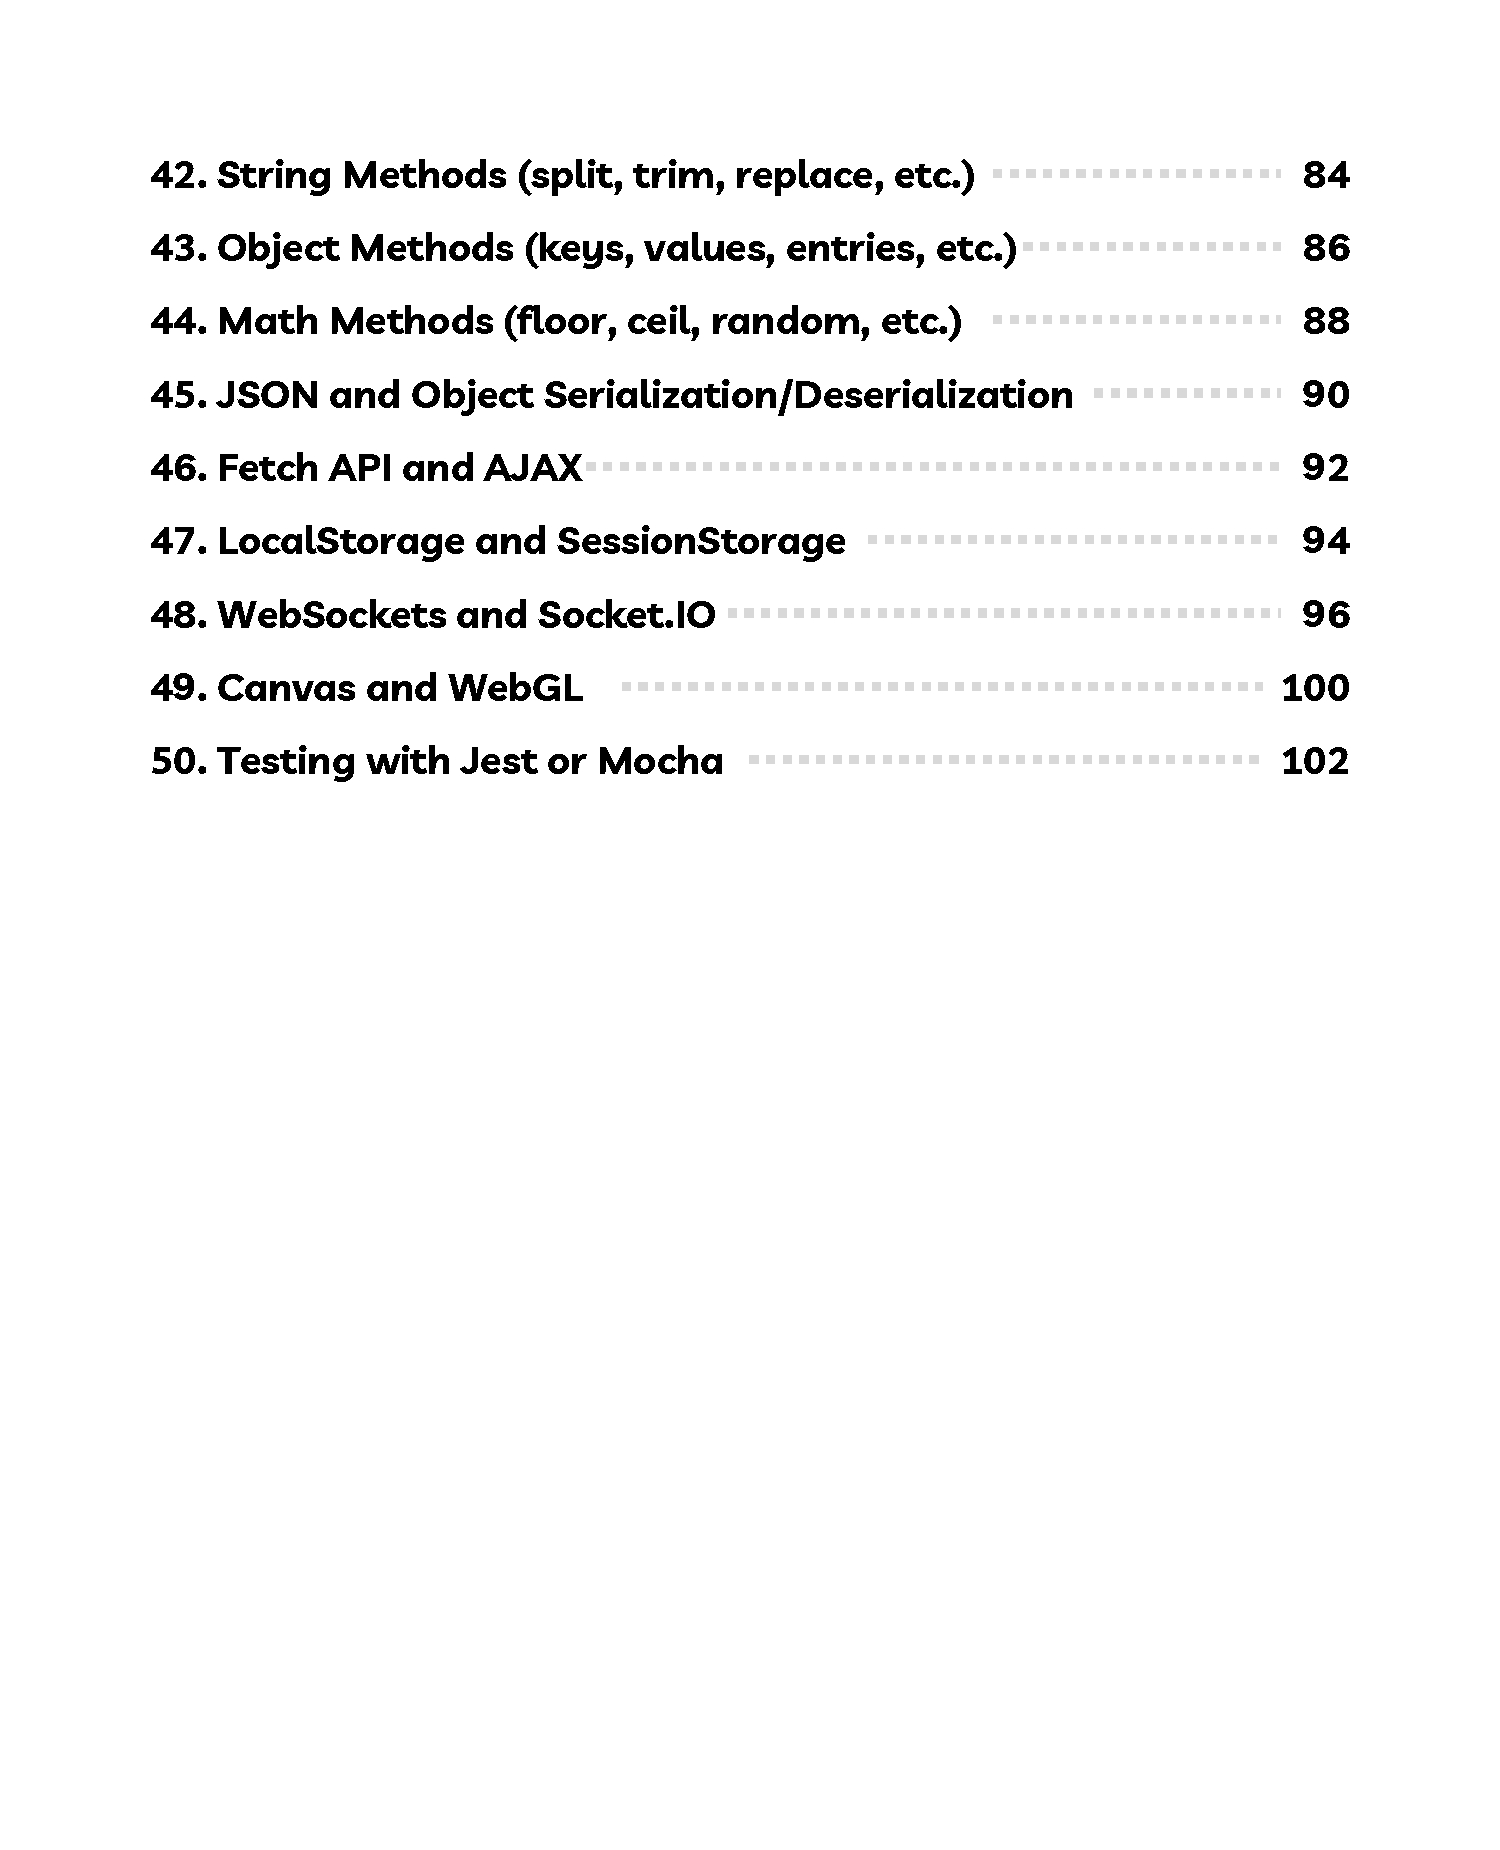 42. String Methods (split, trim, replace, etc.) 84
43. Object Methods (keys, values, entries, etc.) 86
44. Math Methods (floor, ceil, random, etc.) 88
45. JSON and Object Serialization/Deserialization 90
46. Fetch API and AJAX 92
47. LocalStorage and SessionStorage 94
48. WebSockets and Socket.IO 96
49. Canvas and WebGL 100
50. Testing with Jest or Mocha 102